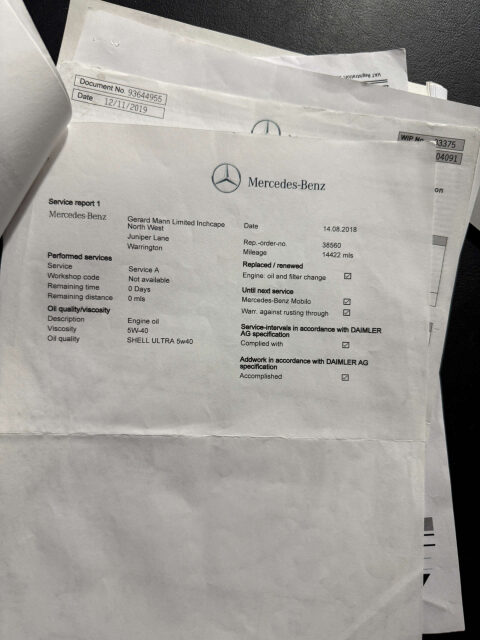 VAT Registration
Document No. 93644955
Date 12/11/2019
WIP No. 93375
04091
on
Mercedes-Benz
Service report 1
Mercedes-Benz
Gerard Mann Limited Inchcape
North West
Juniper Lane
Warrington
Performed services
Service Service A
Workshop code Not available
Remaining time 0 Days
Remaining distance 0 mls
Oil quality/viscosity
Description Engine oil
Viscosity 5W-40
Oil quality SHELL ULTRA 5w40
Date 14.08.2018
Rep.-order-no. 38560
Mileage 14422 mls
Replaced / renewed
Engine: oil and filter change ☑
Until next service
Mercedes-Benz Mobilo ☑
Warr. against rusting through ☑
Service-intervals in accordance with DAIMLER
AG specification
Complied with ☑
Addwork in accordance with DAIMLER AG
specification
Accomplished ☑